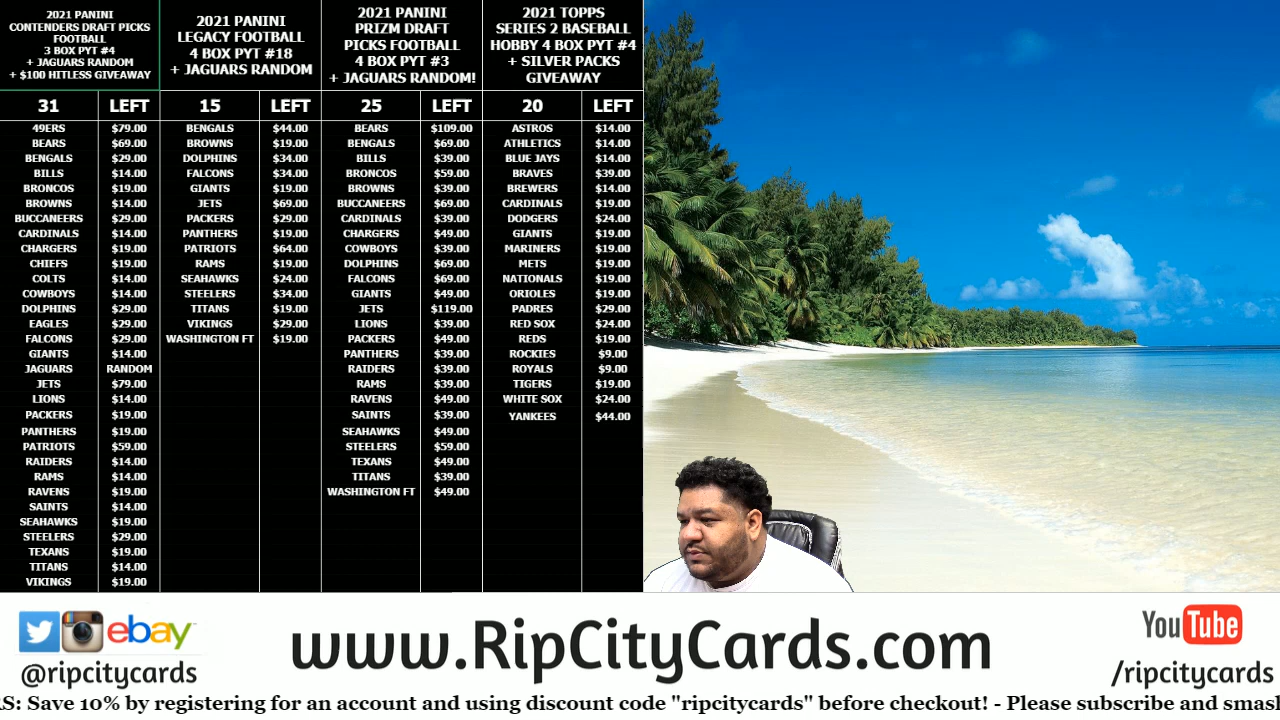 2021 PANINI
CONTENDERS DRAFT PICKS
FOOTBALL
3 BOX PYT #4
+ JAGUARS RANDOM
+ $100 HITLESS GIVEAWAY
31 LEFT
49ERS $79.00
BEARS $69.00
BENGALS $29.00
BILLS $14.00
BRONCOS $19.00
BROWNS $14.00
BUCCANEERS $29.00
CARDINALS $14.00
CHARGERS $19.00
CHIEFS $19.00
COLTS $14.00
COWBOYS $14.00
DOLPHINS $29.00
EAGLES $29.00
FALCONS $29.00
GIANTS $14.00
JAGUARS RANDOM
JETS $79.00
LIONS $14.00
PACKERS $19.00
PANTHERS $19.00
PATRIOTS $59.00
RAIDERS $14.00
RAMS $14.00
RAVENS $19.00
SAINTS $14.00
SEAHAWKS $19.00
STEELERS $29.00
TEXANS $19.00
TITANS $14.00
VIKINGS $19.00
2021 PANINI
LEGACY FOOTBALL
4 BOX PYT #18
+ JAGUARS RANDOM
15 LEFT
BENGALS $44.00
BROWNS $19.00
DOLPHINS $34.00
FALCONS $34.00
GIANTS $19.00
JETS $69.00
PACKERS $29.00
PANTHERS $19.00
PATRIOTS $64.00
RAMS $19.00
SEAHAWKS $24.00
STEELERS $34.00
TITANS $19.00
VIKINGS $29.00
WASHINGTON FT $19.00
2021 PANINI
PRIZM DRAFT
PICKS FOOTBALL
4 BOX PYT #3
+ JAGUARS RANDOM!
25 LEFT
BEARS $109.00
BENGALS $69.00
BILLS $39.00
BRONCOS $59.00
BROWNS $39.00
BUCCANEERS $69.00
CARDINALS $39.00
CHARGERS $49.00
COWBOYS $39.00
DOLPHINS $69.00
FALCONS $69.00
GIANTS $49.00
JETS $119.00
LIONS $39.00
PACKERS $49.00
PANTHERS $39.00
RAIDERS $39.00
RAMS $39.00
RAVENS $49.00
SAINTS $39.00
SEAHAWKS $49.00
STEELERS $59.00
TEXANS $49.00
TITANS $39.00
WASHINGTON FT $49.00
2021 TOPPS
SERIES 2 BASEBALL
HOBBY 4 BOX PYT #4
+ SILVER PACKS
GIVEAWAY
20 LEFT
ASTROS $14.00
ATHLETICS $14.00
BLUE JAYS $14.00
BRAVES $39.00
BREWERS $14.00
CARDINALS $19.00
DODGERS $24.00
GIANTS $19.00
MARINERS $19.00
METS $19.00
NATIONALS $19.00
ORIOLES $19.00
PADRES $29.00
RED SOX $24.00
REDS $19.00
ROCKIES $9.00
ROYALS $9.00
TIGERS $19.00
WHITE SOX $24.00
YANKEES $44.00
ebay
@ripcitycards
www.RipCityCards.com
YouTube
/ripcitycards
RS: Save 10% by registering for an account and using discount code "ripcitycards" before checkout! - Please subscribe and smas